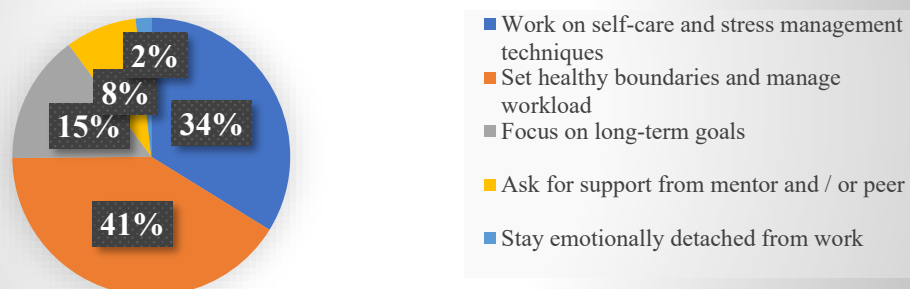 2%
8%
15%
34%
41%
Work on self-care and stress management
techniques
Set healthy boundaries and manage
workload
Focus on long-term goals
Ask for support from mentor and / or peer
Stay emotionally detached from work